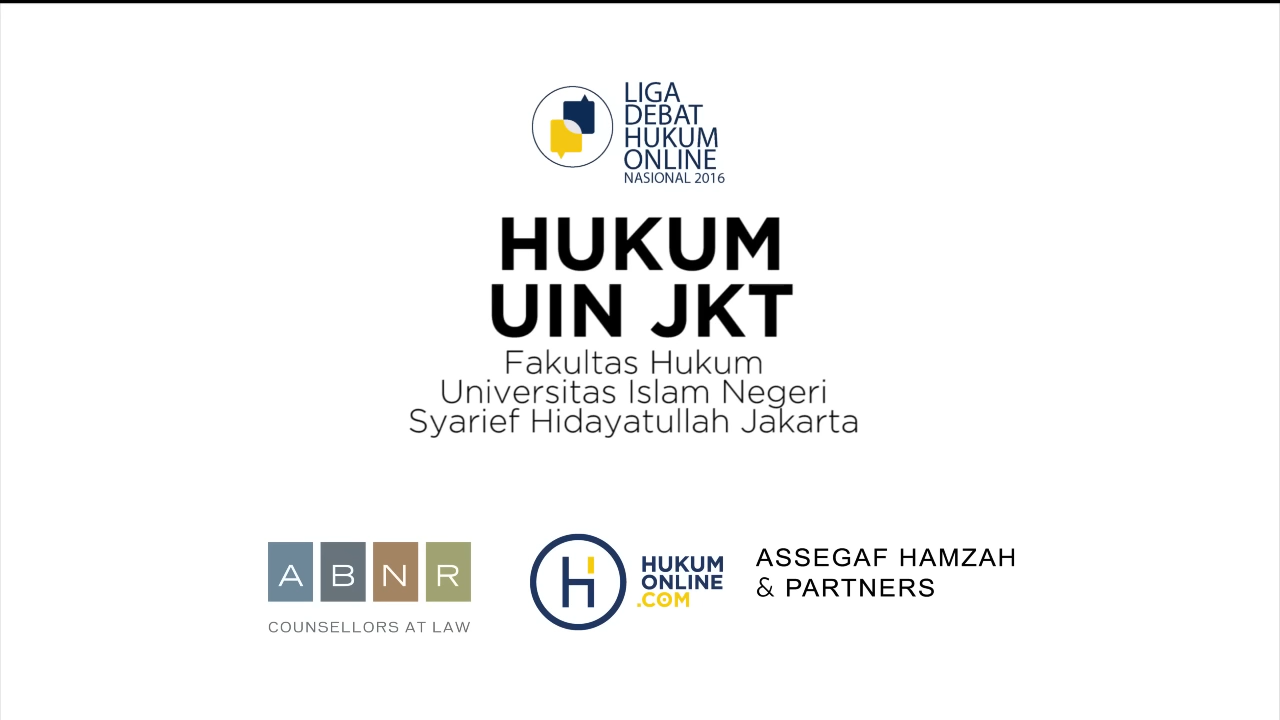 LIGA
DEBAT
HUKUM
ONLINE
NASIONAL 2016
HUKUM
UIN JKT
Fakultas Hukum
Universitas Islam Negeri
Syarief Hidayatullah Jakarta
ABNR
COUNSELLORS AT LAW
H
HUKUM
ONLINE
.COM
ASSEGAF HAMZAH
& PARTNERS